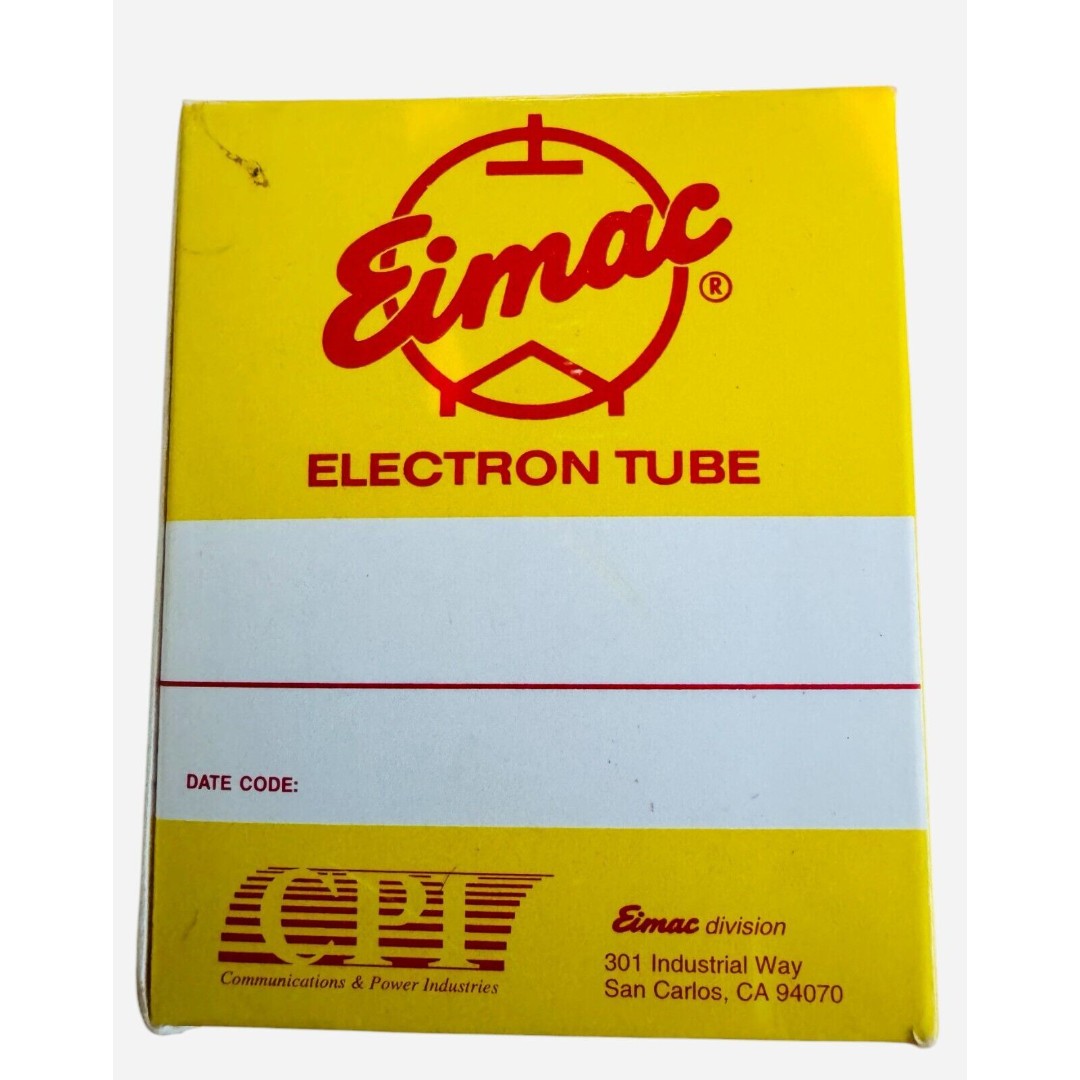 Eimac
®
ELECTRON TUBE
DATE CODE:
CPI
Communications & Power Industries
Eimac division
301 Industrial Way
San Carlos, CA 94070